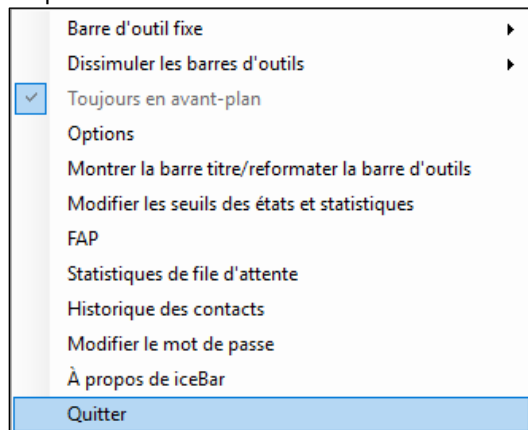 Barre d'outil fixe
Dissimuler les barres d'outils
Toujours en avant-plan
Options
Montrer la barre titre/reformater la barre d'outils
Modifier les seuils des états et statistiques
FAP
Statistiques de file d'attente
Historique des contacts
Modifier le mot de passe
À propos de iceBar
Quitter